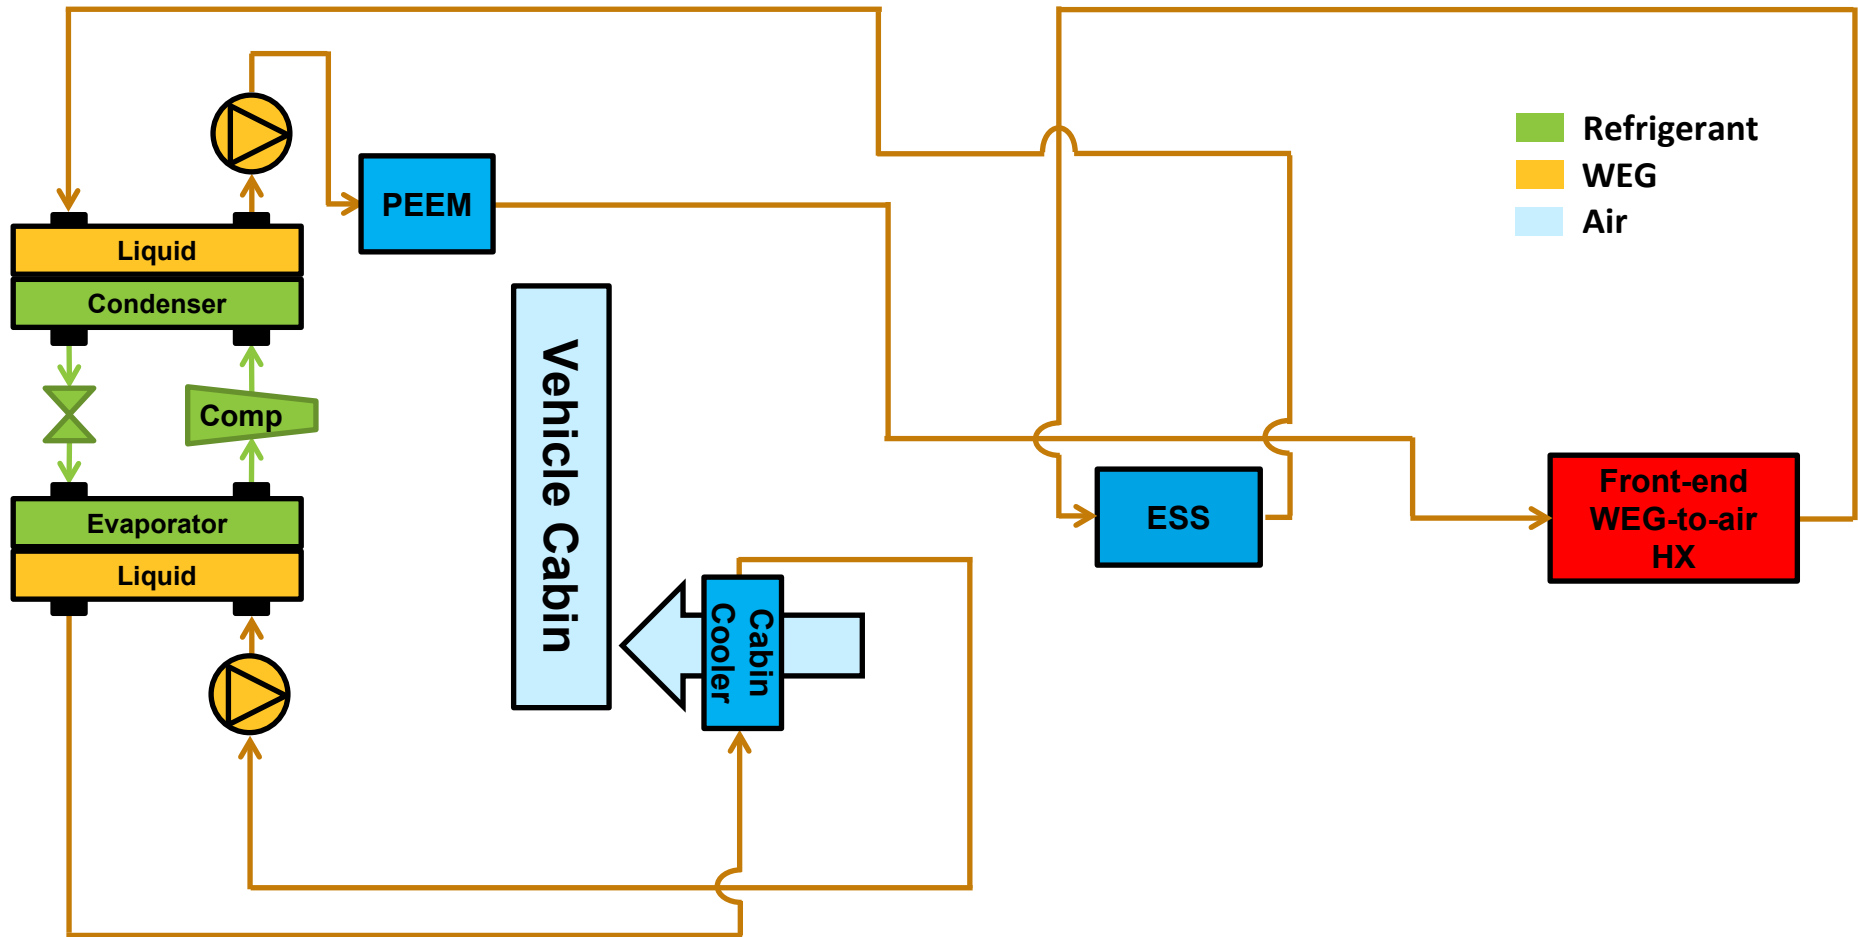 Refrigerant
WEG
Air
PEEM
Liquid
Condenser
Comp
Evaporator
Liquid
Vehicle Cabin
Cabin
Cooler
ESS
Front-end
WEG-to-air
HX